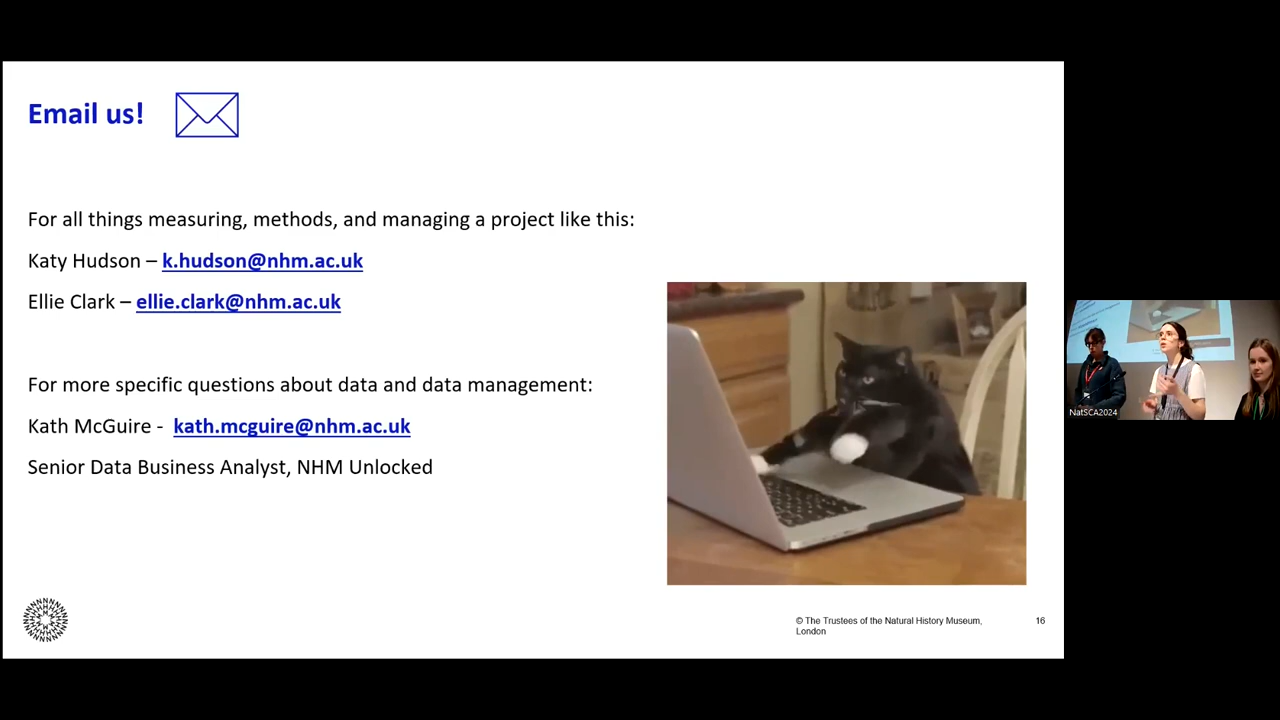 Email us!
For all things measuring, methods, and managing a project like this:
Katy Hudson – k.hudson@nhm.ac.uk
Ellie Clark – ellie.clark@nhm.ac.uk
For more specific questions about data and data management:
Kath McGuire - kath.mcguire@nhm.ac.uk
Senior Data Business Analyst, NHM Unlocked
© The Trustees of the Natural History Museum,
London
16
NatSCA2024